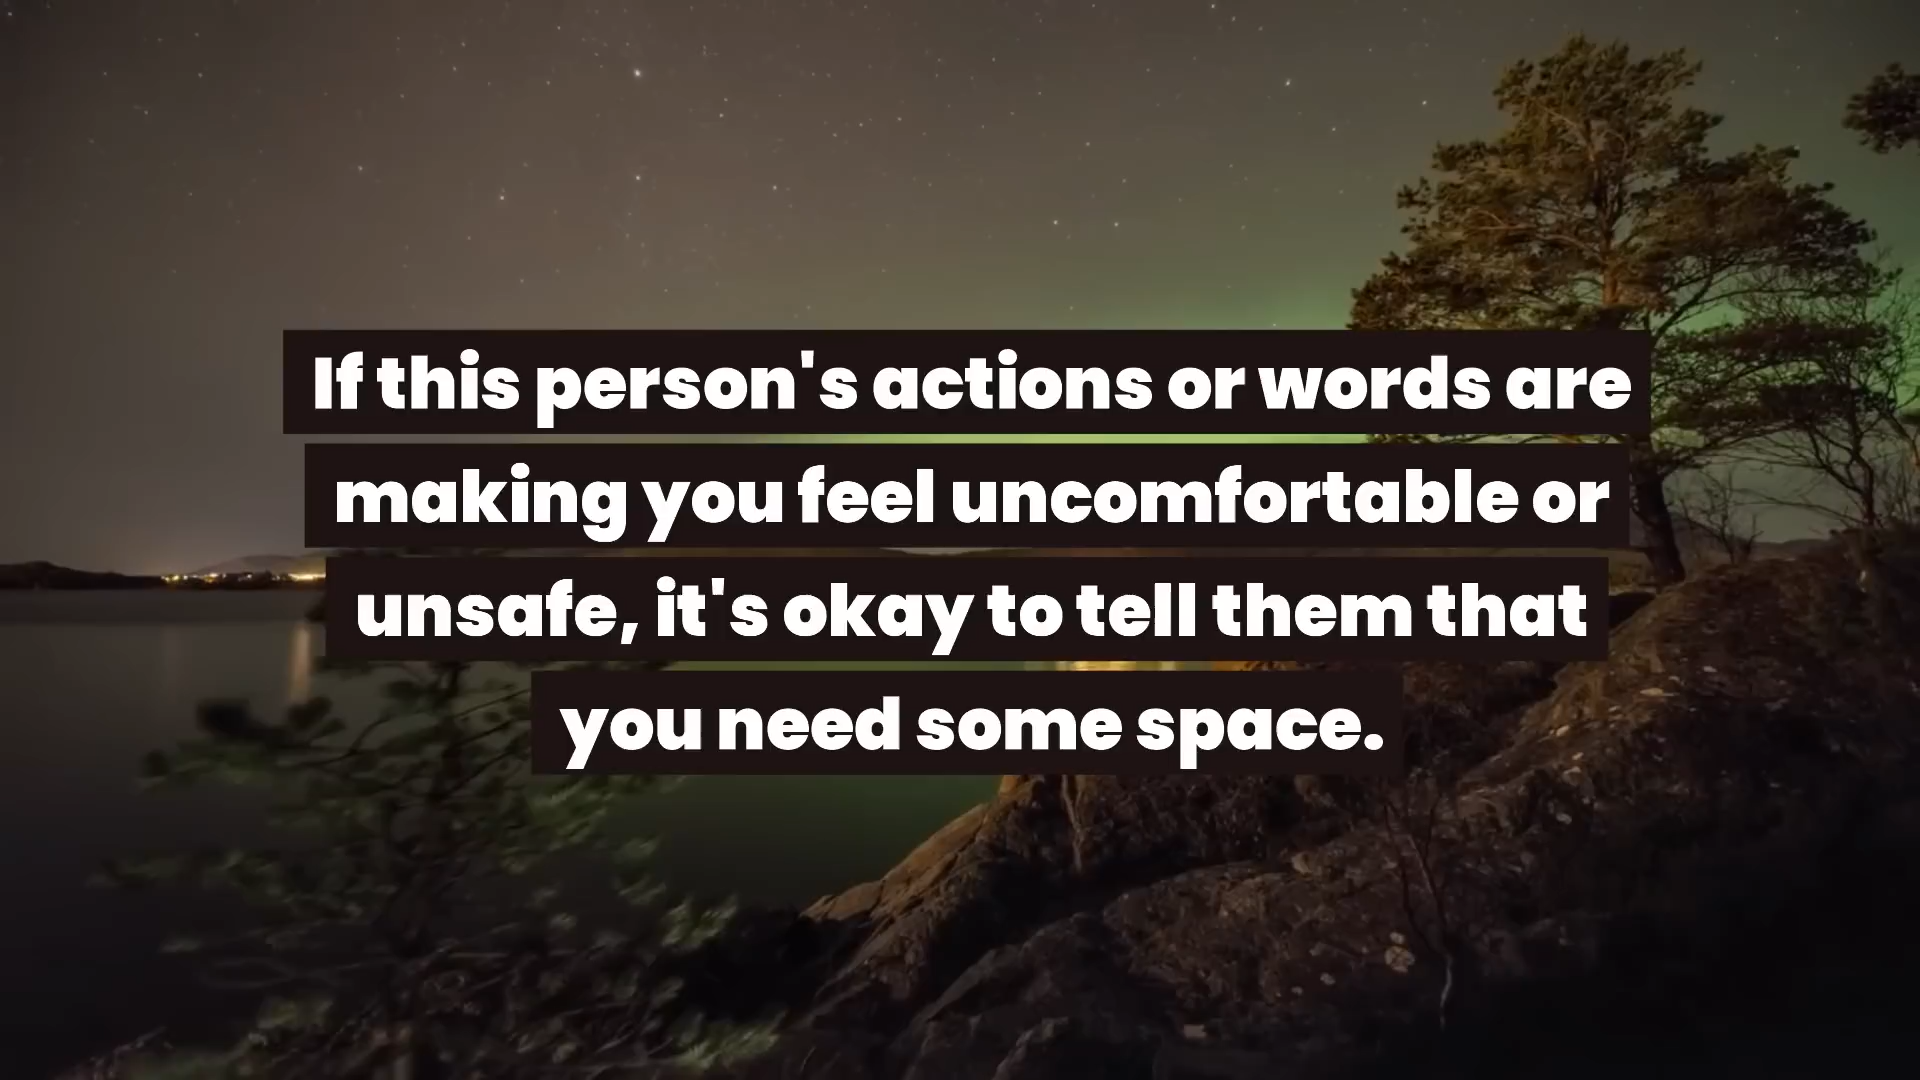 If this person's actions or words are
making you feel uncomfortable or
unsafe, it's okay to tell them that
you need some space.